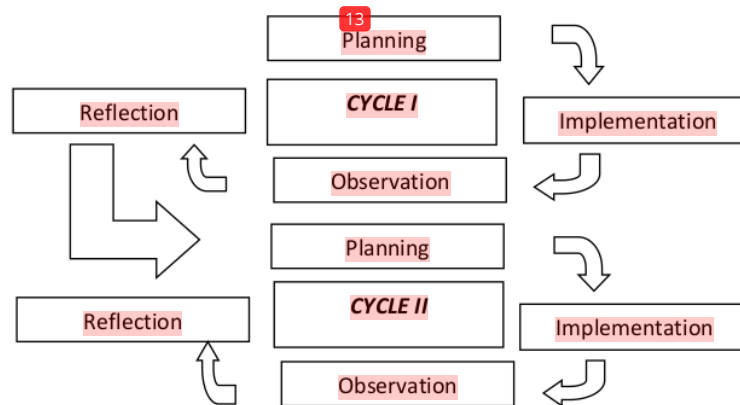 13
Planning
CYCLE I
Reflection
Implementation
Observation
Planning
CYCLE II
Reflection
Implementation
Observation